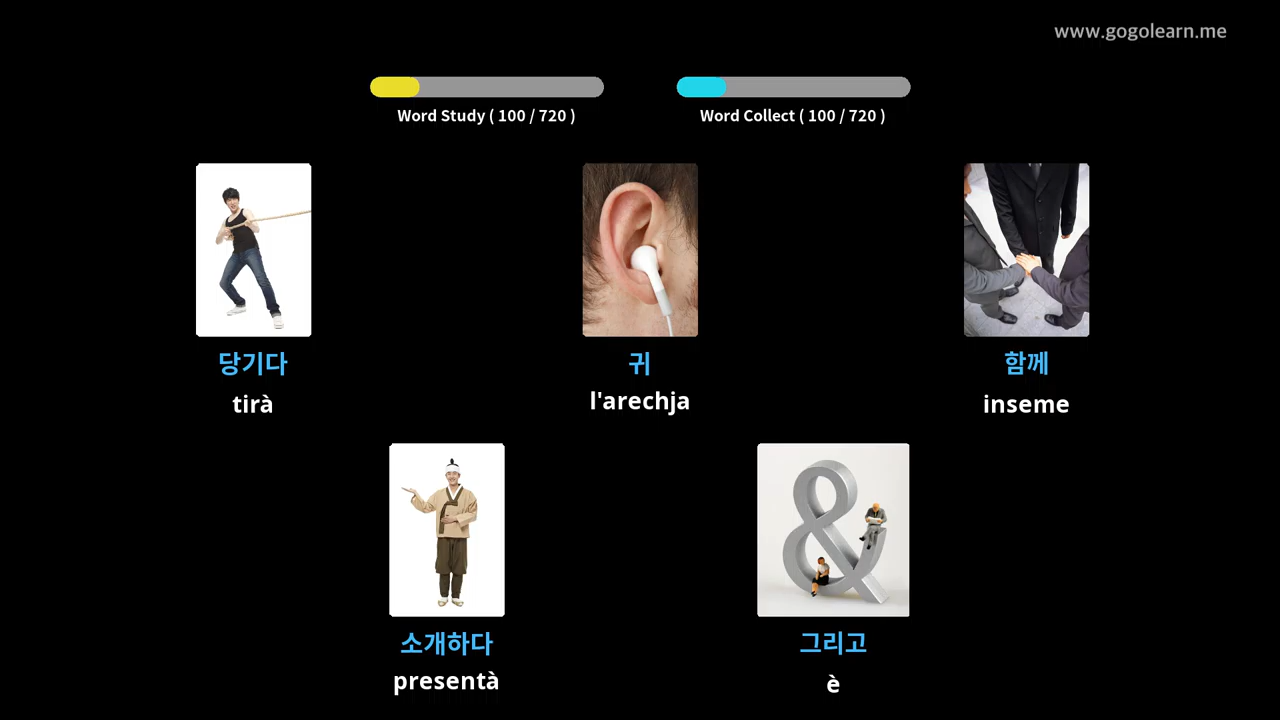 www.gogolearn.me
Word Study ( 100 / 720 )
Word Collect ( 100 / 720 )
당기다
귀
함께
tirà
l'arechja
inseme
소개하다
그리고
presentà
è